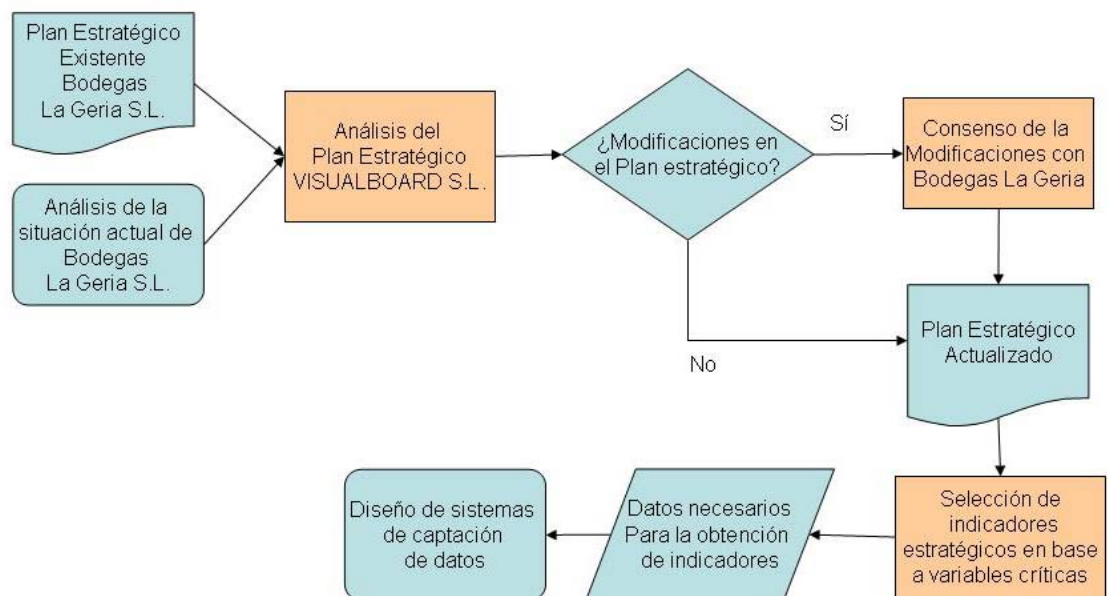 Plan Estratégico
Existente
Bodegas
La Geria S.L.
Análisis de la
situación actual de
Bodegas
La Geria S.L.
Análisis del
Plan Estratégico
VISUALBOARD S.L.
¿Modificaciones en
el Plan estratégico?
Sí
No
Consenso de la
Modificaciones con
Bodegas La Geria
Plan Estratégico
Actualizado
Selección de
indicadores
estratégicos en base
a variables críticas
Datos necesarios
Para la obtención
de indicadores
Diseño de sistemas
de captación
de datos